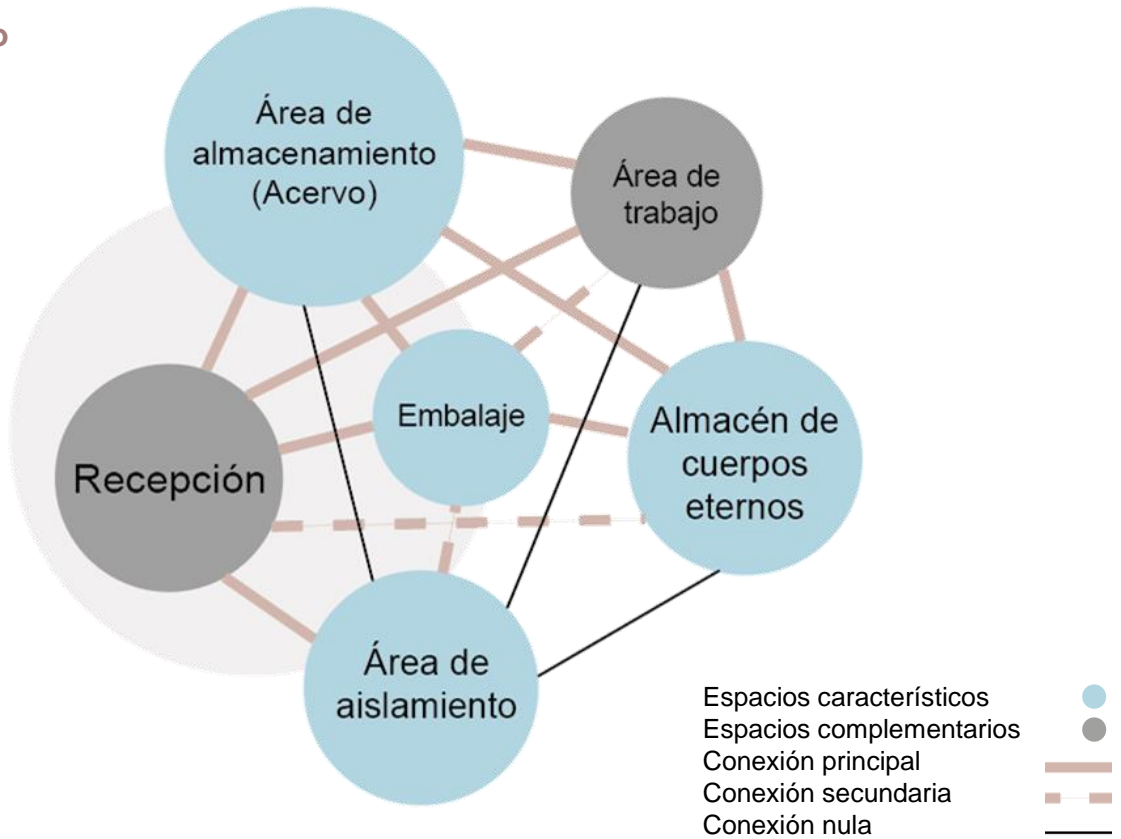 Área de
almacenamiento
(Acervo)
Área de
trabajo
Embalaje
Almacén de
cuerpos
eternos
Recepción
Área de
aislamiento
Espacios característicos
Espacios complementarios
Conexión principal
Conexión secundaria
Conexión nula